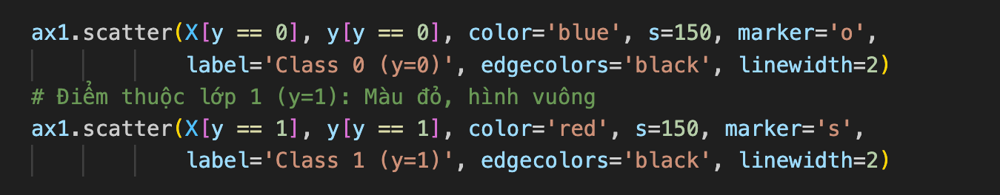 ax1.scatter(X[y == 0], y[y == 0], color='blue', s=150, marker='o',
label='Class 0 (y=0)', edgecolors='black', linewidth=2)
# Điểm thuộc lớp 1 (y=1): Màu đỏ, hình vuông
ax1.scatter(X[y == 1], y[y == 1], color='red', s=150, marker='s',
label='Class 1 (y=1)', edgecolors='black', linewidth=2)